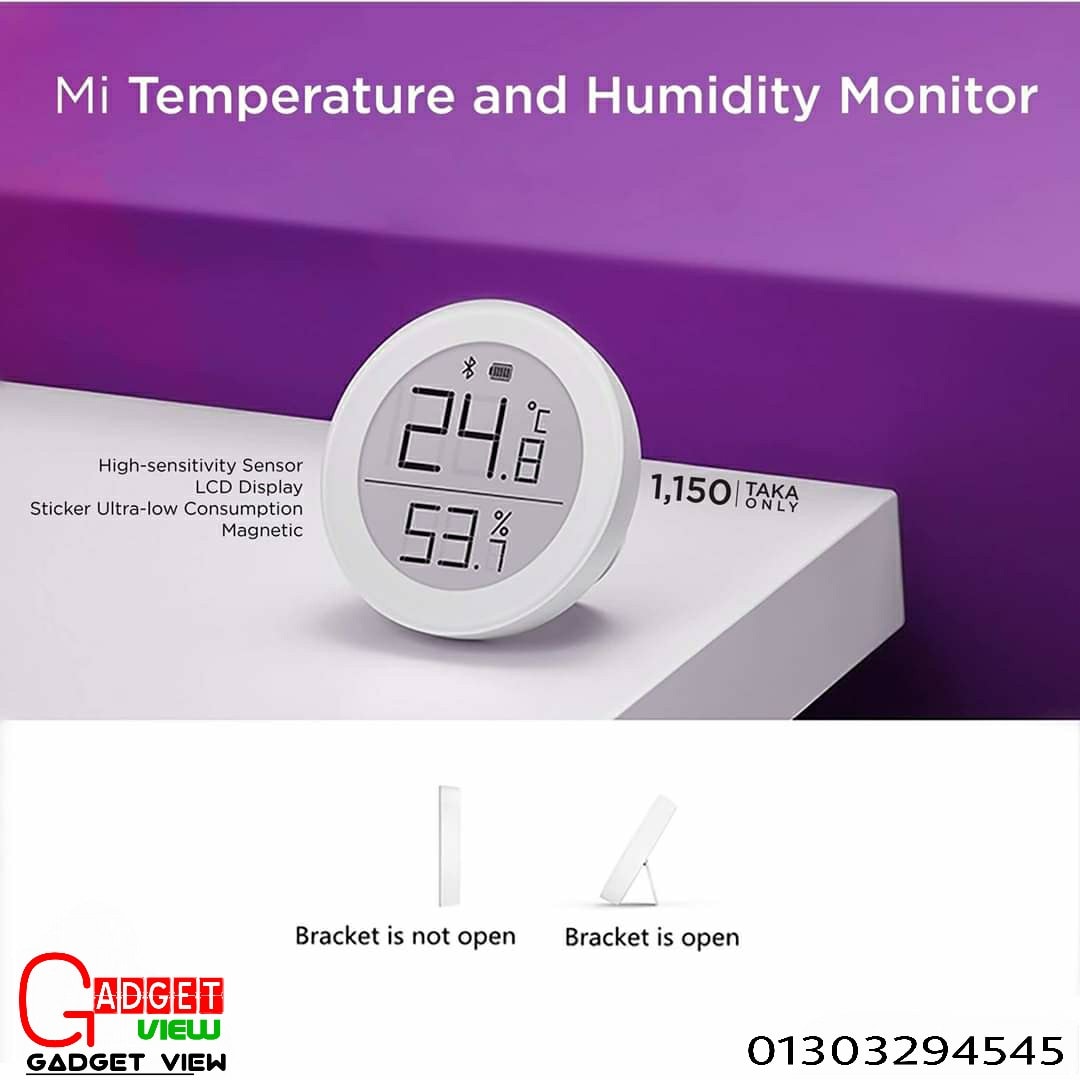 Mi Temperature and Humidity Monitor
24.8 °C
53.7 %
High-sensitivity Sensor
LCD Display
Sticker Ultra-low Consumption
Magnetic
1,150 | TAKA
ONLY
Bracket is not open
Bracket is open
GADGET
VIEW
GADGET VIEW
01303294545